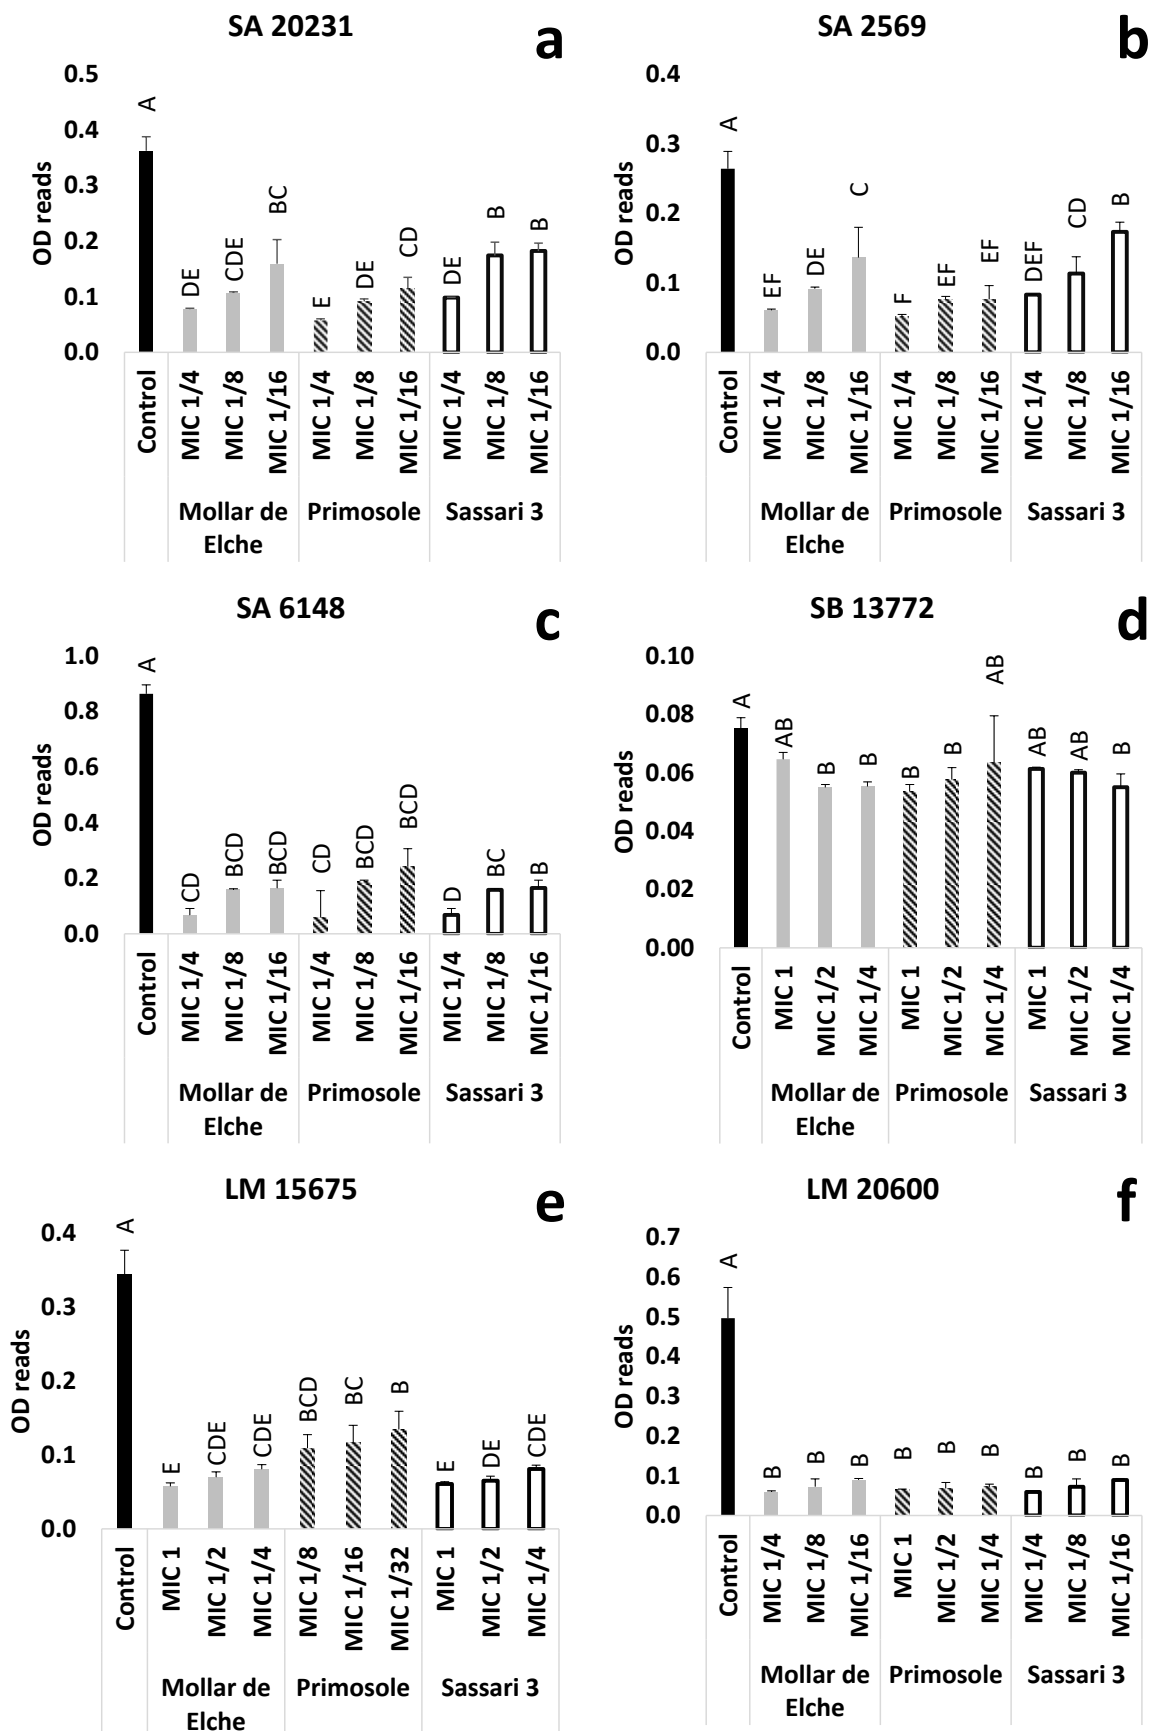 SA 20231
a
OD reads
0.5
0.4
0.3
0.2
0.1
0.0
A
DE
CDE
BC
E
DE
CD
DE
B
B
Control
MIC 1/4
MIC 1/8
MIC 1/16
MIC 1/4
MIC 1/8
MIC 1/16
MIC 1/4
MIC 1/8
MIC 1/16
Mollar de
Elche
Primosole
Sassari 3
SA 2569
b
OD reads
0.4
0.3
0.2
0.1
0.0
A
EF
DE
C
F
EF
EF
DEF
CD
B
Control
MIC 1/4
MIC 1/8
MIC 1/16
MIC 1/4
MIC 1/8
MIC 1/16
MIC 1/4
MIC 1/8
MIC 1/16
Mollar de
Elche
Primosole
Sassari 3
SA 6148
c
OD reads
1.0
0.8
0.6
0.4
0.2
0.0
A
CD
BCD
BCD
CD
BCD
BCD
D
BC
B
Control
MIC 1/4
MIC 1/8
MIC 1/16
MIC 1/4
MIC 1/8
MIC 1/16
MIC 1/4
MIC 1/8
MIC 1/16
Mollar de
Elche
Primosole
Sassari 3
SB 13772
d
OD reads
0.10
0.08
0.06
0.04
0.02
0.00
A
AB
B
B
B
B
AB
AB
AB
B
Control
MIC 1
MIC 1/2
MIC 1/4
MIC 1
MIC 1/2
MIC 1/4
MIC 1
MIC 1/2
MIC 1/4
Mollar de
Elche
Primosole
Sassari 3
LM 15675
e
OD reads
0.4
0.3
0.2
0.1
0.0
A
E
CDE
CDE
BCD
BC
B
E
DE
CDE
Control
MIC 1
MIC 1/2
MIC 1/4
MIC 1/8
MIC 1/16
MIC 1/32
MIC 1
MIC 1/2
MIC 1/4
Mollar de
Elche
Primosole
Sassari 3
LM 20600
f
OD reads
0.7
0.6
0.5
0.4
0.3
0.2
0.1
0.0
A
B
B
B
B
B
B
B
B
B
Control
MIC 1/4
MIC 1/8
MIC 1/16
MIC 1
MIC 1/2
MIC 1/4
MIC 1/4
MIC 1/8
MIC 1/16
Mollar de
Elche
Primosole
Sassari 3